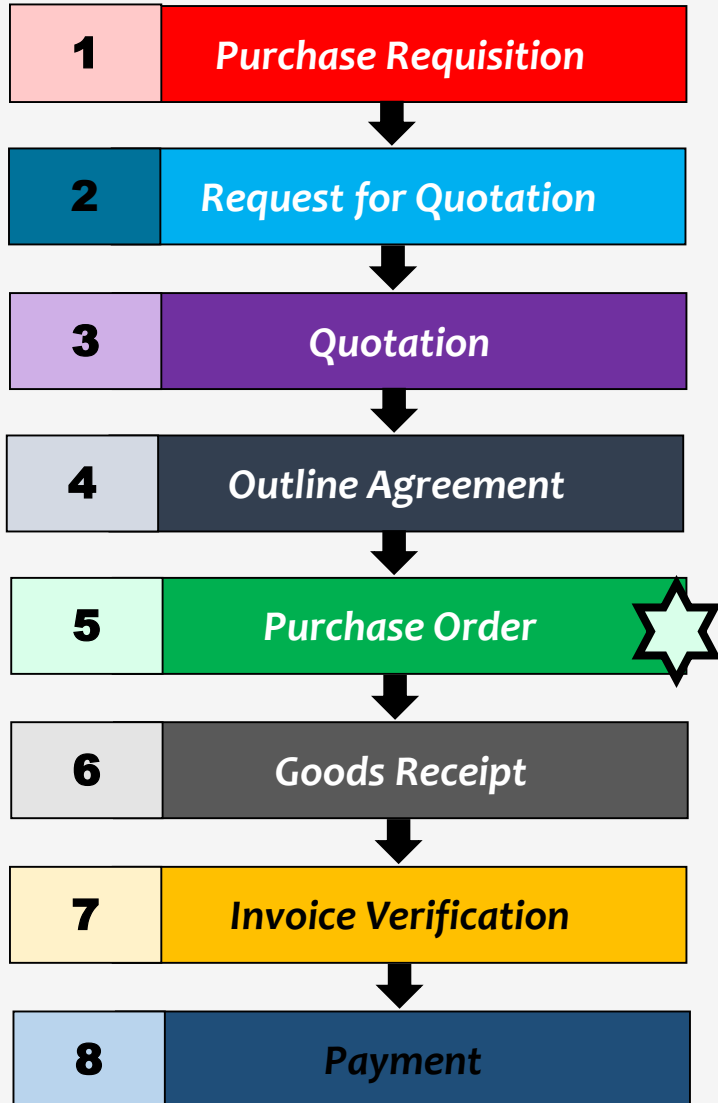 1 Purchase Requisition
2 Request for Quotation
3 Quotation
4 Outline Agreement
5 Purchase Order
6 Goods Receipt
7 Invoice Verification
8 Payment